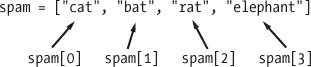 spam = ["cat", "bat", "rat", "elephant"]
spam[0] spam[1] spam[2] spam[3]